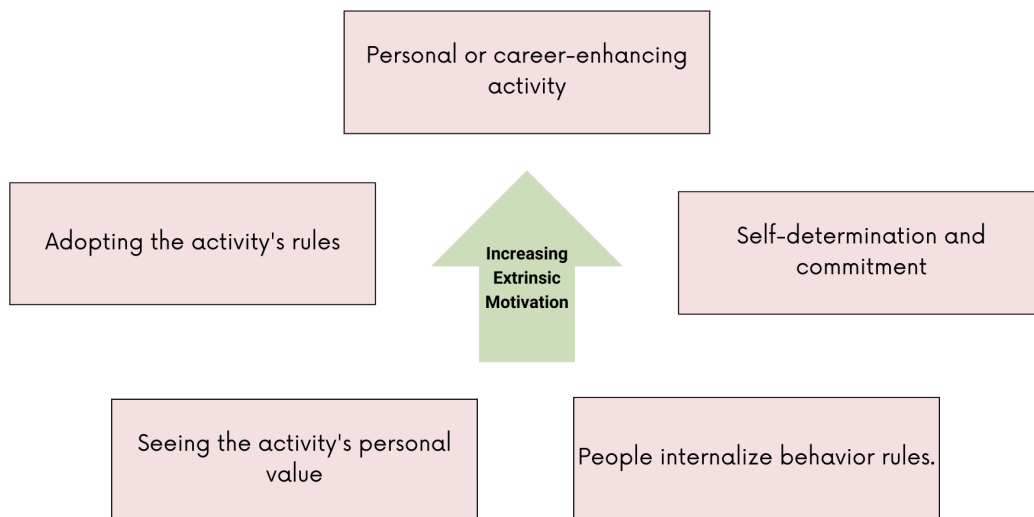 Personal or career-enhancing
activity
Adopting the activity's rules
Self-determination and
commitment
Increasing
Extrinsic
Motivation
Seeing the activity's personal
value
People internalize behavior rules.